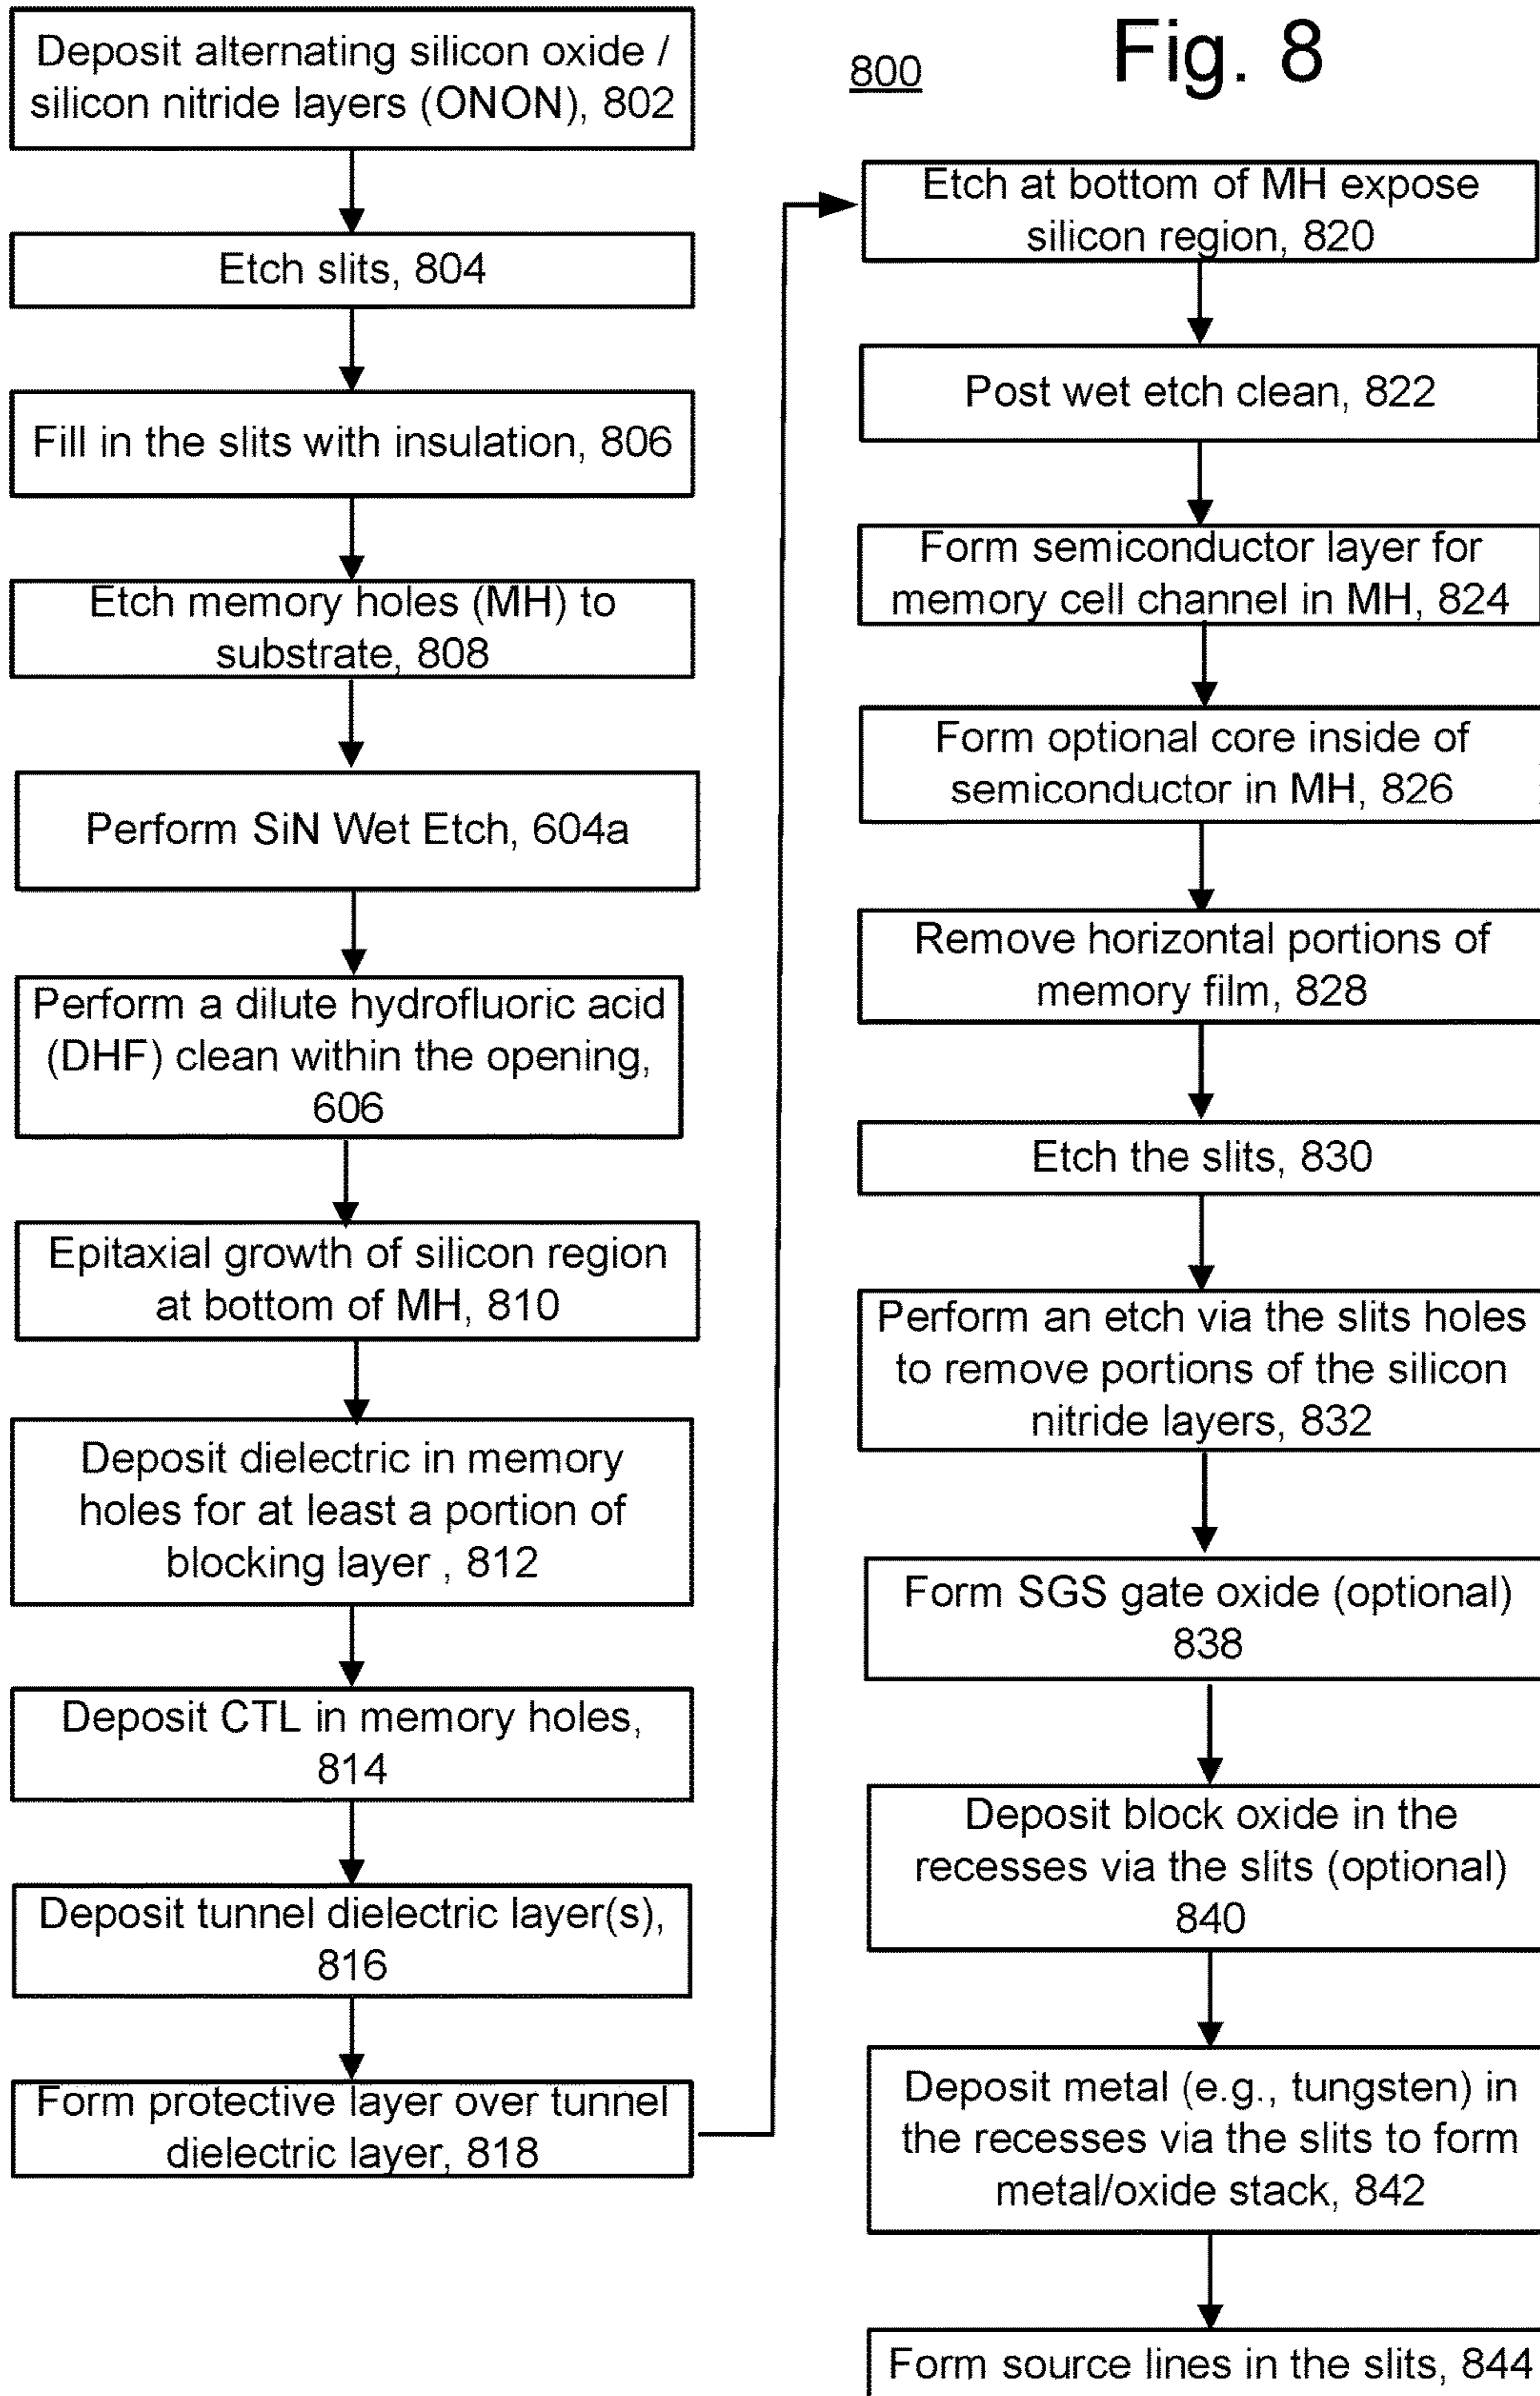 Fig. 8
800
Deposit alternating silicon oxide /
silicon nitride layers (ONON), 802
Etch slits, 804
Fill in the slits with insulation, 806
Etch memory holes (MH) to
substrate, 808
Perform SiN Wet Etch, 604a
Perform a dilute hydrofluoric acid
(DHF) clean within the opening,
606
Epitaxial growth of silicon region
at bottom of MH, 810
Deposit dielectric in memory
holes for at least a portion of
blocking layer , 812
Deposit CTL in memory holes,
814
Deposit tunnel dielectric layer(s),
816
Form protective layer over tunnel
dielectric layer, 818
Etch at bottom of MH expose
silicon region, 820
Post wet etch clean, 822
Form semiconductor layer for
memory cell channel in MH, 824
Form optional core inside of
semiconductor in MH, 826
Remove horizontal portions of
memory film, 828
Etch the slits, 830
Perform an etch via the slits holes
to remove portions of the silicon
nitride layers, 832
Form SGS gate oxide (optional)
838
Deposit block oxide in the
recesses via the slits (optional)
840
Deposit metal (e.g., tungsten) in
the recesses via the slits to form
metal/oxide stack, 842
Form source lines in the slits, 844